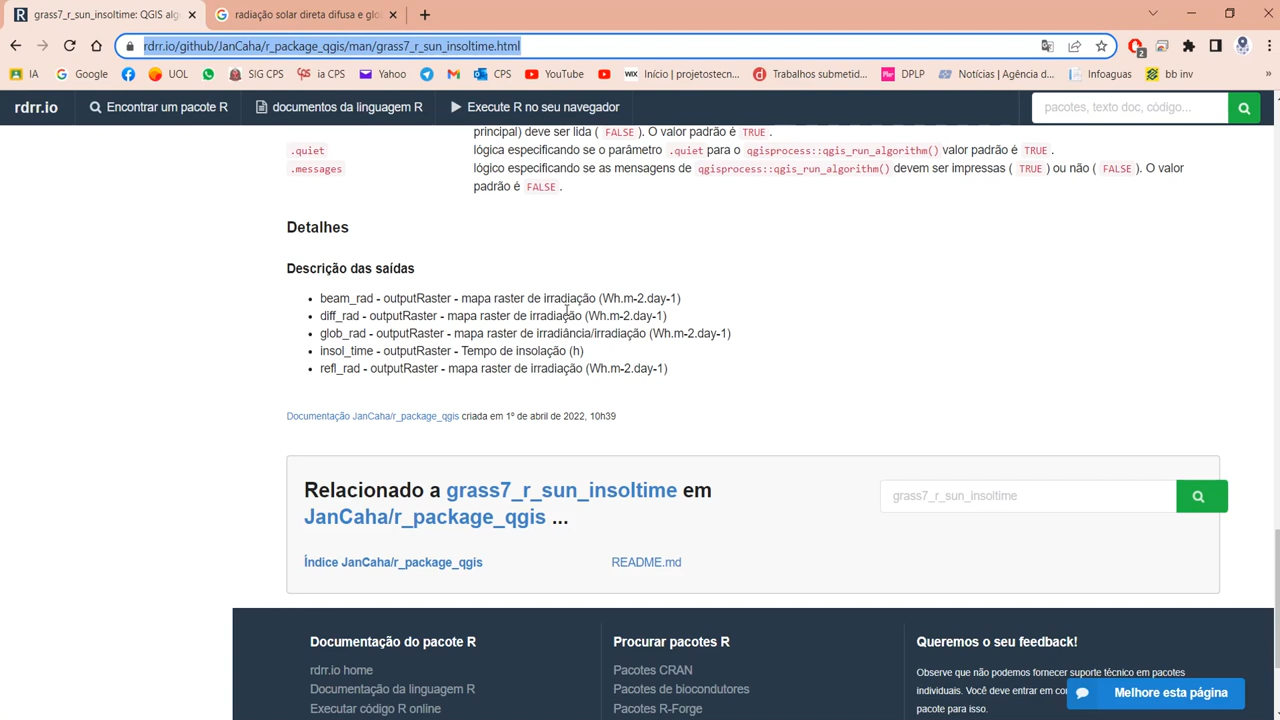 grass7_r_sun_insoltime: QGIS alg
radiação solar direta difusa e glo
rdrr.io/github/JanCaha/r_package_qgis/man/grass7_r_sun_insoltime.html
2
IA
Google
UOL
SIG CPS
ia CPS
Yahoo
CPS
YouTube
Início | projetostecn...
Trabalhos submetid...
DPLP
Notícias | Agência d...
Infoaguas
bb inv
»
rdrr.io
Encontrar um pacote R
documentos da linguagem R
Execute R no seu navegador
pacotes, texto doc, código...
principal) deve ser lida ( FALSE ). O valor padrão é TRUE .
.quiet
lógica especificando se o parâmetro .quiet para o qgisprocess::qgis_run_algorithm() valor padrão é TRUE .
.messages
lógico especificando se as mensagens de qgisprocess::qgis_run_algorithm() devem ser impressas ( TRUE ) ou não ( FALSE ). O valor
padrão é FALSE .
Detalhes
Descrição das saídas
• beam_rad - outputRaster - mapa raster de irradiação (Wh.m-2.day-1)
• diff_rad - outputRaster - mapa raster de irradiação (Wh.m-2.day-1)
• glob_rad - outputRaster - mapa raster de irradiância/irradiação (Wh.m-2.day-1)
• insol_time - outputRaster - Tempo de insolação (h)
• refl_rad - outputRaster - mapa raster de irradiação (Wh.m-2.day-1)
Documentação JanCaha/r_package_qgis criada em 1º de abril de 2022, 10h39
Relacionado a grass7_r_sun_insoltime em
JanCaha/r_package_qgis ...
grass7_r_sun_insoltime
Índice JanCaha/r_package_qgis
README.md
Documentação do pacote R
rdrr.io home
Documentação da linguagem R
Executar código R online
Procurar pacotes R
Pacotes CRAN
Pacotes de biocondutores
Pacotes R-Forge
Queremos o seu feedback!
Observe que não podemos fornecer suporte técnico em pacotes
individuais. Você deve entrar em con
pacote para isso.
Melhore esta página